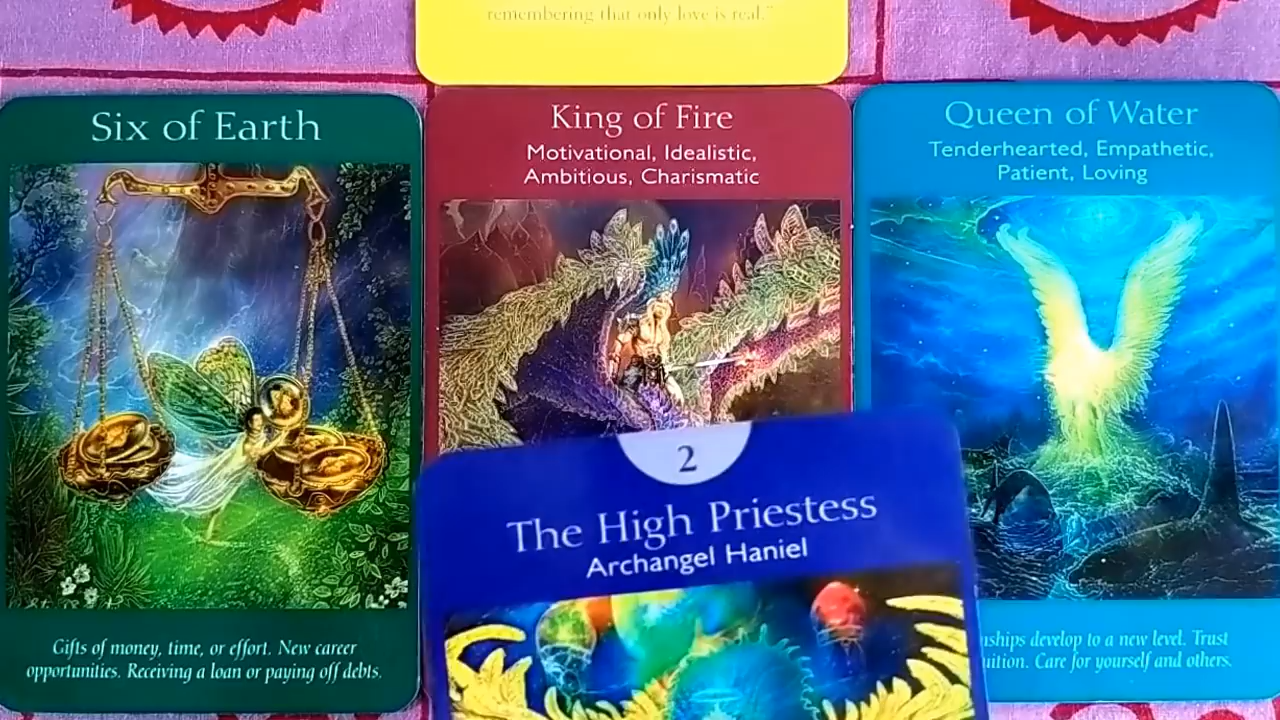 remembering that only love is real."
Six of Earth
Gifts of money, time, or effort. New career
opportunities. Receiving a loan or paying off debts.
King of Fire
Motivational, Idealistic,
Ambitious, Charismatic
Queen of Water
Tenderhearted, Empathetic,
Patient, Loving
develop to a new level. Trust
Care for yourself and others.
2
The High Priestess
Archangel Haniel